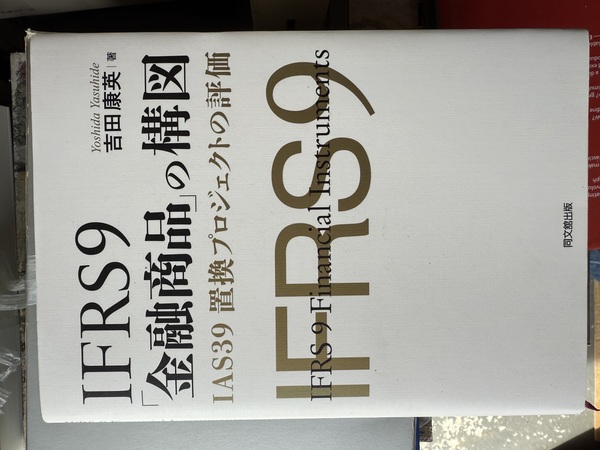 IFRS9
Yoshida Yasuhide
吉田康英|著
「金融商品」の構図
IAS39 置換プロジェクトの評価
IFRS9
IFRS 9 Financial Instruments
同文舘出版